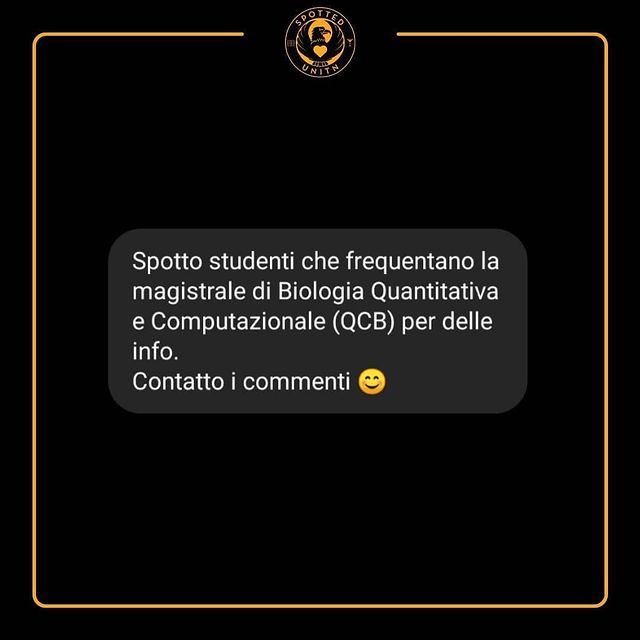 SPOTTED
UNITN
Spotto studenti che frequentano la
magistrale di Biologia Quantitativa
e Computazionale (QCB) per delle
info.
Contatto i commenti 😊